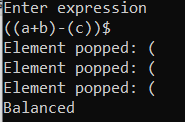 Enter expression
((a+b)-(c))$
Element popped: (
Element popped: (
Element popped: (
Balanced